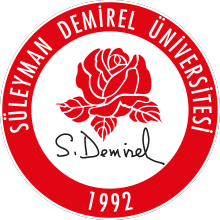 SÜLEYMAN DEMİREL ÜNİVERSİTESİ
S. Demirel
1992